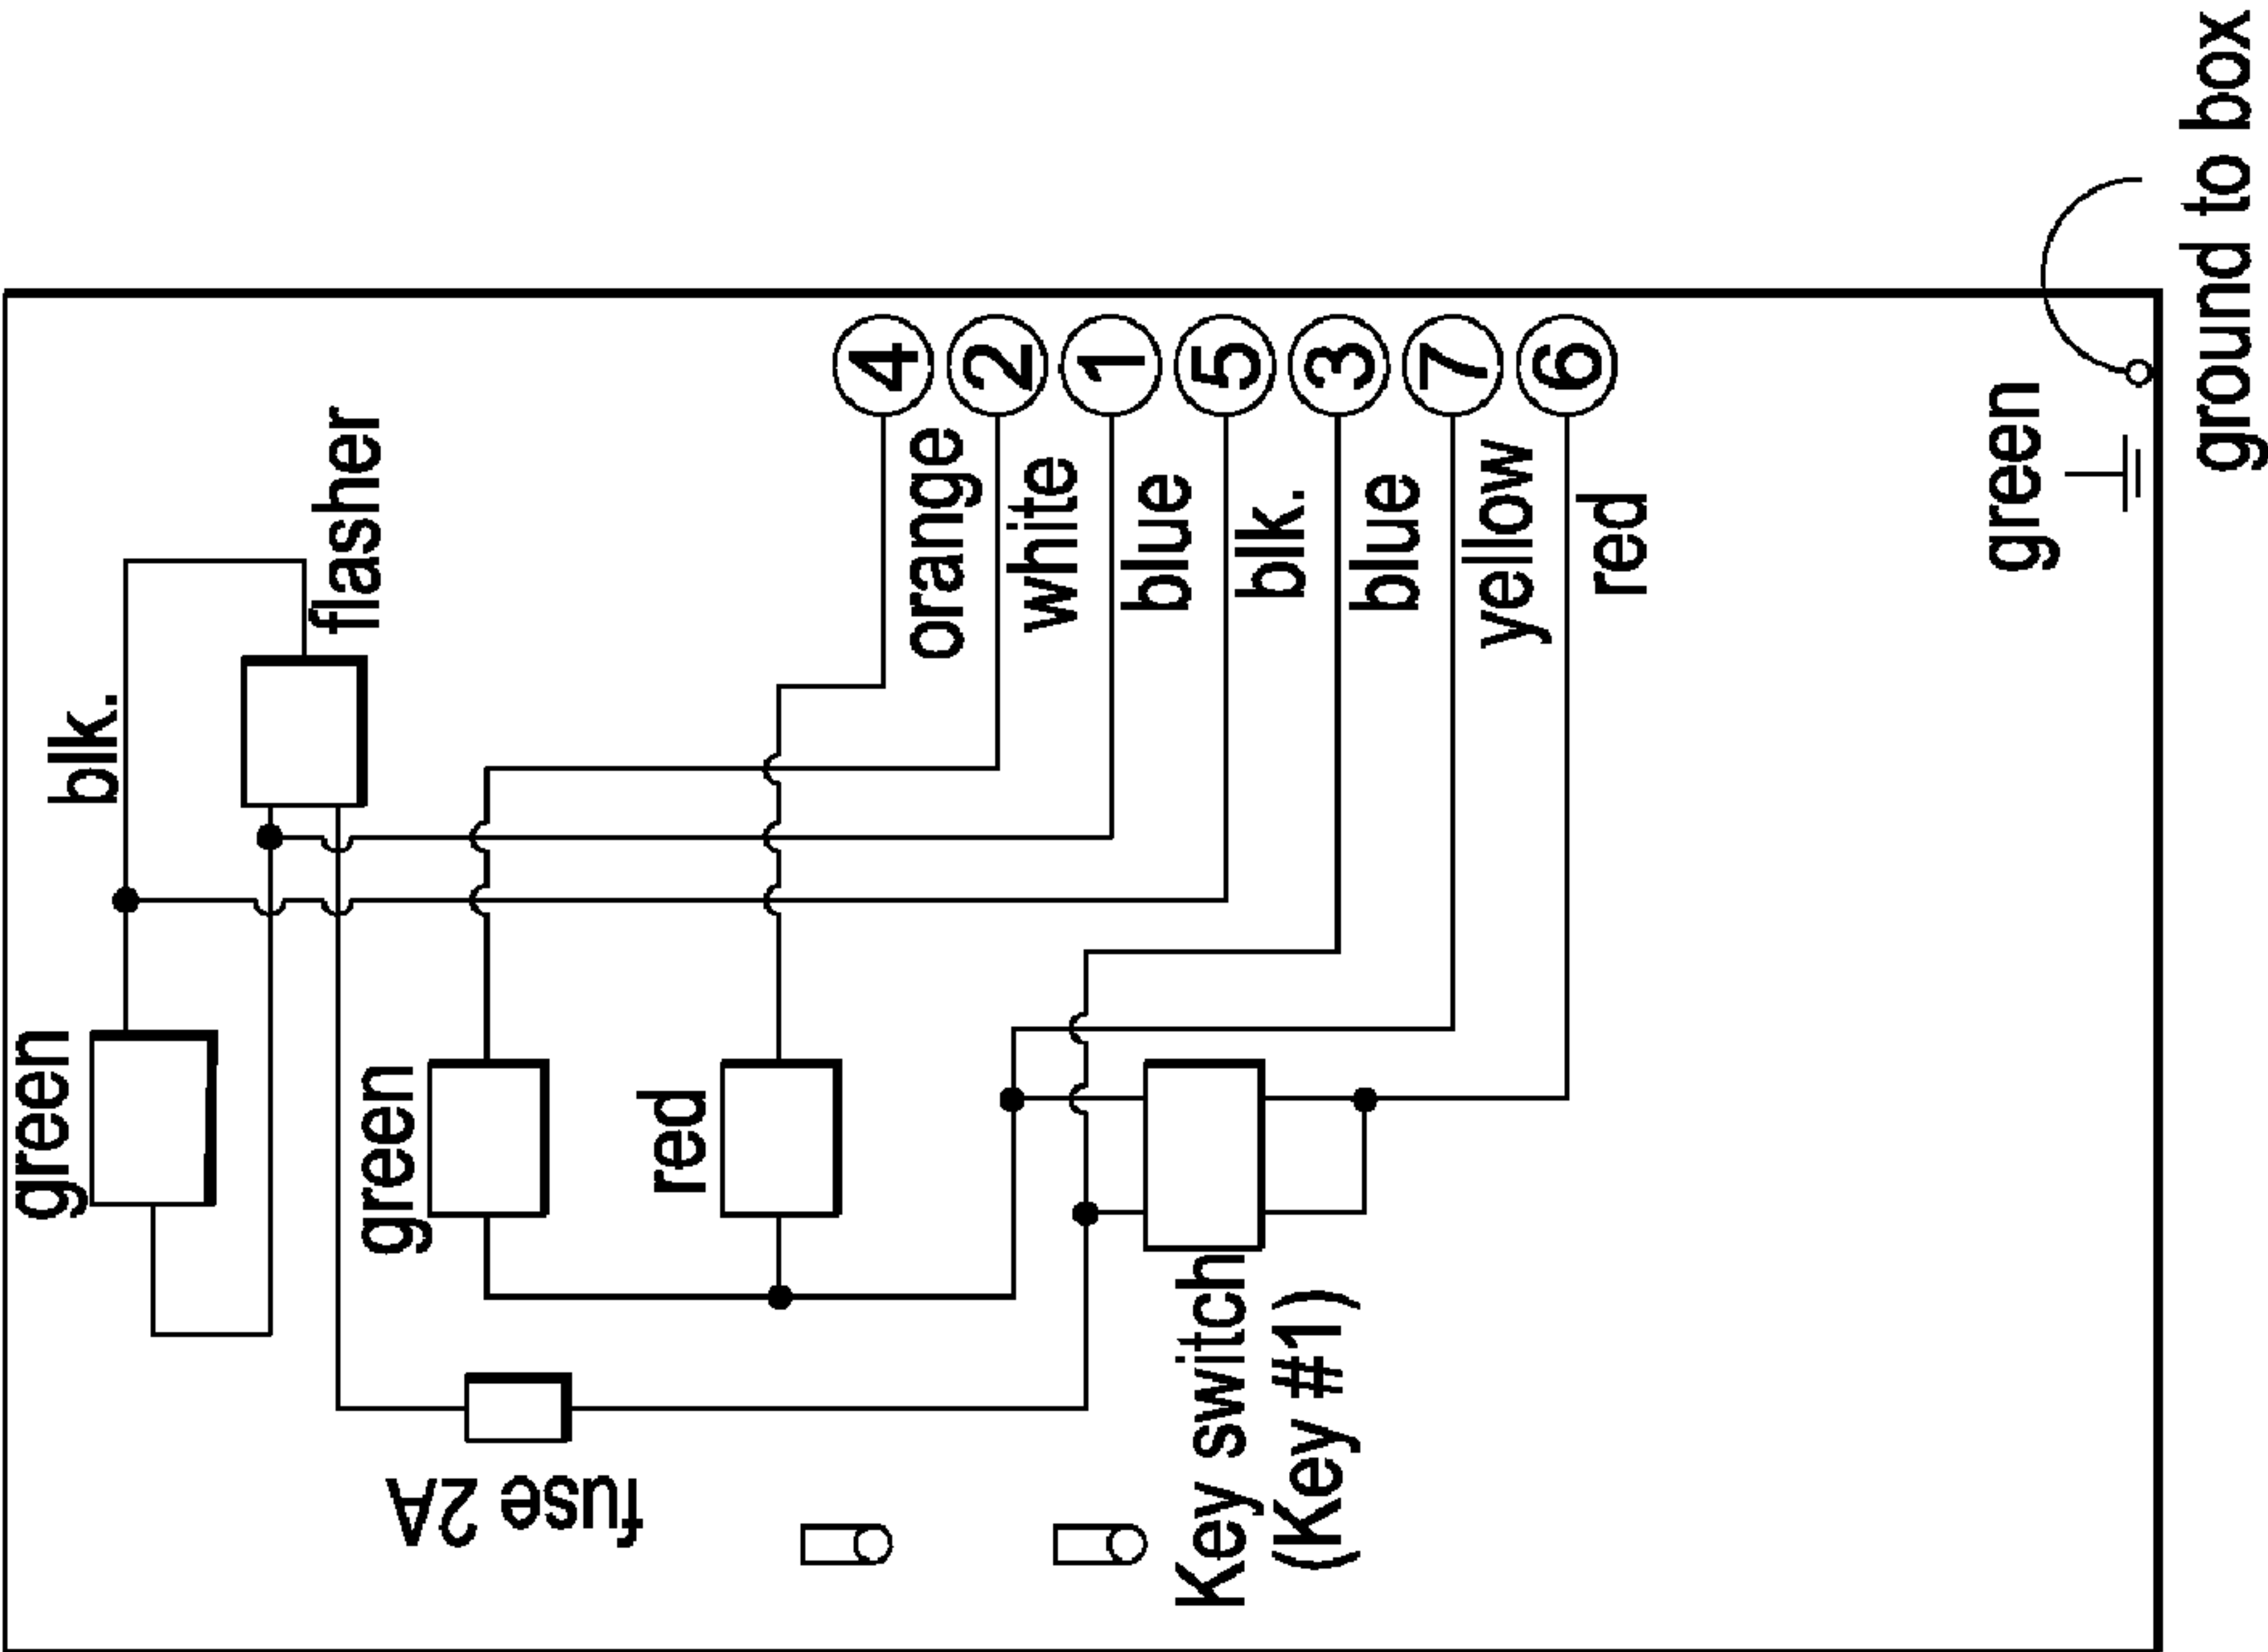 ground to box
blk.
flasher
4
2
1
5
3
7
6
orange
white
blue
blk.
blue
yellow
red
green
green
green
red
fuse 2A
Key switch
(Key #1)